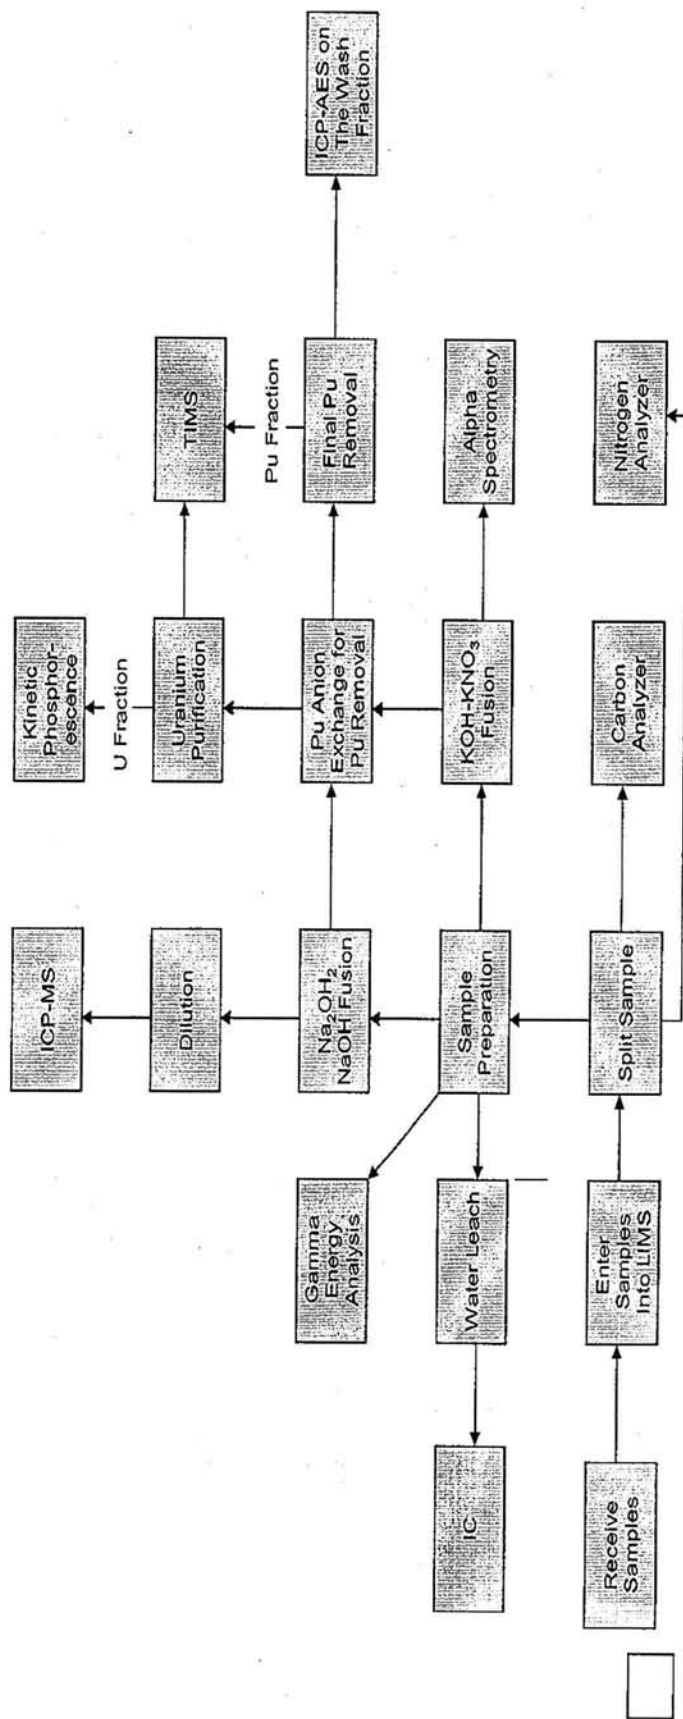 ICP-MS
Kinetic
Phosphor-
escence
U Fraction
Dilution
Uranium
Purification
TIMS
Pu Fraction
Gamma
Energy
Analysis
Na2OH2
NaOH Fusion
Pu Anion
Exchange for
Pu Removal
Final Pu
Removal
ICP-AES on
The Wash
Fraction
IC
Water Leach
Sample
Preparation
KOH-KNO3
Fusion
Alpha
Spectrometry
Receive
Samples
Enter
Samples
Into LIMS
Split Sample
Carbon
Analyzer
Nitrogen
Analyzer